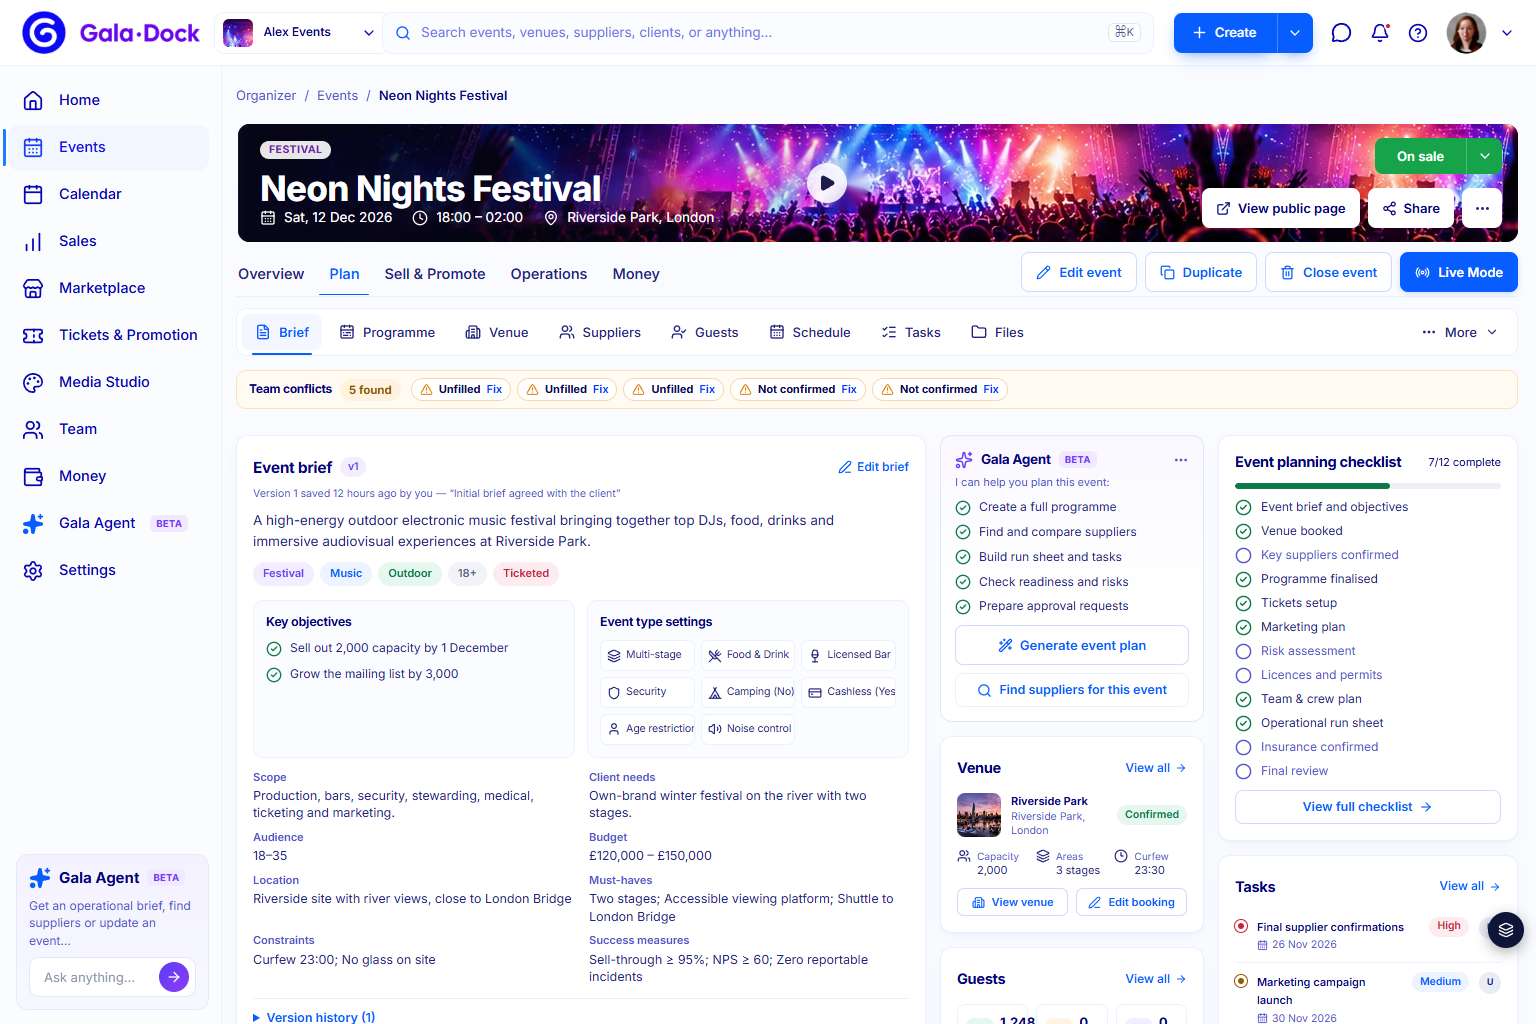 Gala·Dock
Alex Events
Search events, venues, suppliers, clients, or anything...
⌘K
+ Create
Home
Events
Calendar
Sales
Marketplace
Tickets & Promotion
Media Studio
Team
Money
Gala Agent BETA
Settings
Gala Agent BETA
Get an operational brief, find
suppliers or update an
event...
Ask anything...
Organizer / Events / Neon Nights Festival
FESTIVAL
Neon Nights Festival
Sat, 12 Dec 2026 18:00 – 02:00 Riverside Park, London
On sale
View public page
Share
Overview Plan Sell & Promote Operations Money
Edit event
Duplicate
Close event
Live Mode
Brief Programme Venue Suppliers Guests Schedule Tasks Files
··· More
Team conflicts 5 found Unfilled Fix Unfilled Fix Unfilled Fix Not confirmed Fix Not confirmed Fix
Event brief v1
Edit brief
Version 1 saved 12 hours ago by you — “Initial brief agreed with the client”
A high-energy outdoor electronic music festival bringing together top DJs, food, drinks and
immersive audiovisual experiences at Riverside Park.
Festival Music Outdoor 18+ Ticketed
Key objectives
Sell out 2,000 capacity by 1 December
Grow the mailing list by 3,000
Event type settings
Multi-stage Food & Drink Licensed Bar
Security Camping (No) Cashless (Yes
Age restriction Noise control
Scope
Production, bars, security, stewarding, medical,
ticketing and marketing.
Client needs
Own-brand winter festival on the river with two
stages.
Audience
18–35
Budget
£120,000 – £150,000
Location
Riverside site with river views, close to London Bridge
Must-haves
Two stages; Accessible viewing platform; Shuttle to
London Bridge
Constraints
Curfew 23:00; No glass on site
Success measures
Sell-through ≥ 95%; NPS ≥ 60; Zero reportable
incidents
Version history (1)
Gala Agent BETA
I can help you plan this event:
Create a full programme
Find and compare suppliers
Build run sheet and tasks
Check readiness and risks
Prepare approval requests
Generate event plan
Find suppliers for this event
Venue
View all →
Riverside Park
Riverside Park,
London
Confirmed
Capacity
2,000
Areas
3 stages
Curfew
23:30
View venue
Edit booking
Guests
View all →
1,248 0 0
Event planning checklist 7/12 complete
Event brief and objectives
Venue booked
Key suppliers confirmed
Programme finalised
Tickets setup
Marketing plan
Risk assessment
Licences and permits
Team & crew plan
Operational run sheet
Insurance confirmed
Final review
View full checklist →
Tasks
View all →
Final supplier confirmations High
26 Nov 2026
Marketing campaign
launch
Medium U
30 Nov 2026